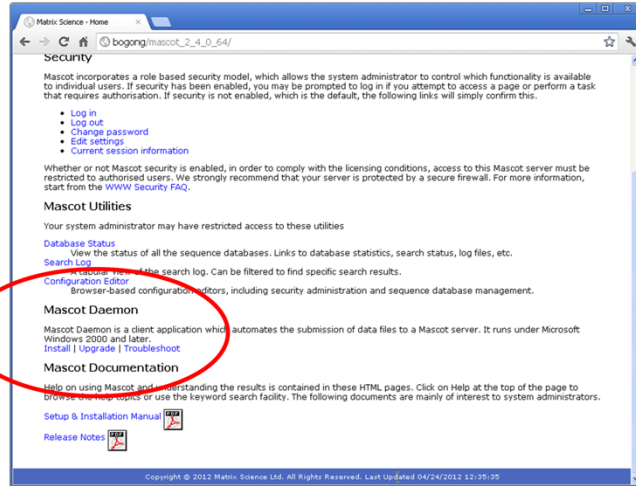 Matrix Science - Home
bogong/mascot_2_4_0_64/
Security
Mascot incorporates a role based security model, which allows the system administrator to control which functionality is available
to individual users. If security has been enabled, you may be prompted to log in if you attempt to access a page or perform a task
that requires authorisation. If security is not enabled, which is the default, the following links will simply confirm this.
Log in
Log out
Change password
Edit settings
Current session information
Whether or not Mascot security is enabled, in order to comply with the licensing conditions, access to this Mascot server must be
restricted to authorised users. We strongly recommend that your server is protected by a secure firewall. For more information,
start from the WWW Security FAQ.
Mascot Utilities
Your system administrator may have restricted access to these utilities
Database Status
View the status of all the sequence databases. Links to database statistics, search status, log files, etc.
Search Log
A tabular view of the search log. Can be filtered to find specific search results.
Configuration Editor
Browser-based configuration editors, including security administration and sequence database management.
Mascot Daemon
Mascot Daemon is a client application which automates the submission of data files to a Mascot server. It runs under Microsoft
Windows 2000 and later.
Install | Upgrade | Troubleshoot
Mascot Documentation
Help on using Mascot and understanding the results is contained in these HTML pages. Click on Help at the top of the page to
browse the help topics or use the keyword search facility. The following documents are mainly of interest to system administrators.
Setup & Installation Manual PDF
Release Notes PDF
Copyright © 2012 Matrix Science Ltd. All Rights Reserved. Last Updated 04/24/2012 12:35:35